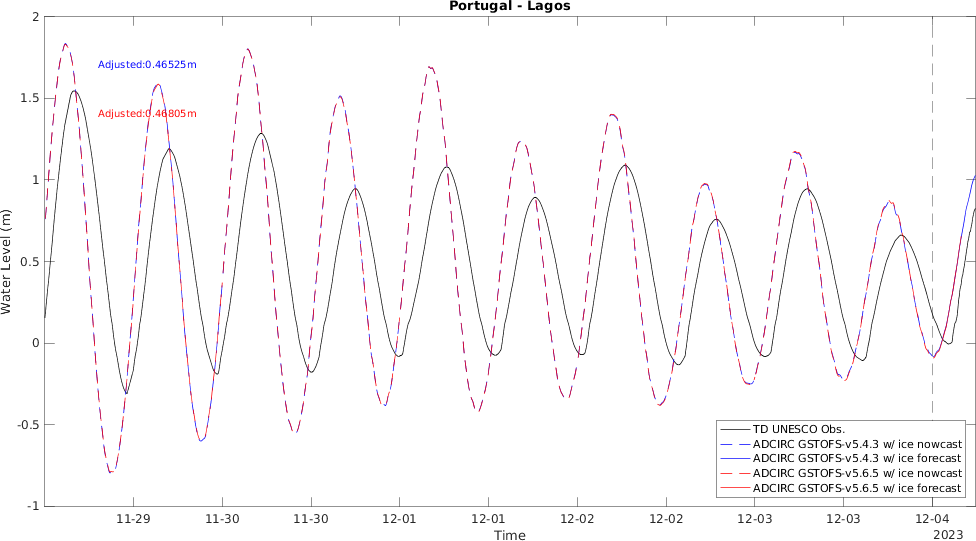 Portugal - Lagos
2
1.5
1
0.5
0
-0.5
-1
Water Level (m)
Adjusted:0.46525m
Adjusted:0.46805m
TD UNESCO Obs.
ADCIRC GSTOFS-v5.4.3 w/ ice nowcast
ADCIRC GSTOFS-v5.4.3 w/ ice forecast
ADCIRC GSTOFS-v5.6.5 w/ ice nowcast
ADCIRC GSTOFS-v5.6.5 w/ ice forecast
11-29 11-30 11-30 12-01 12-01 12-02 12-02 12-03 12-03 12-04
Time
2023